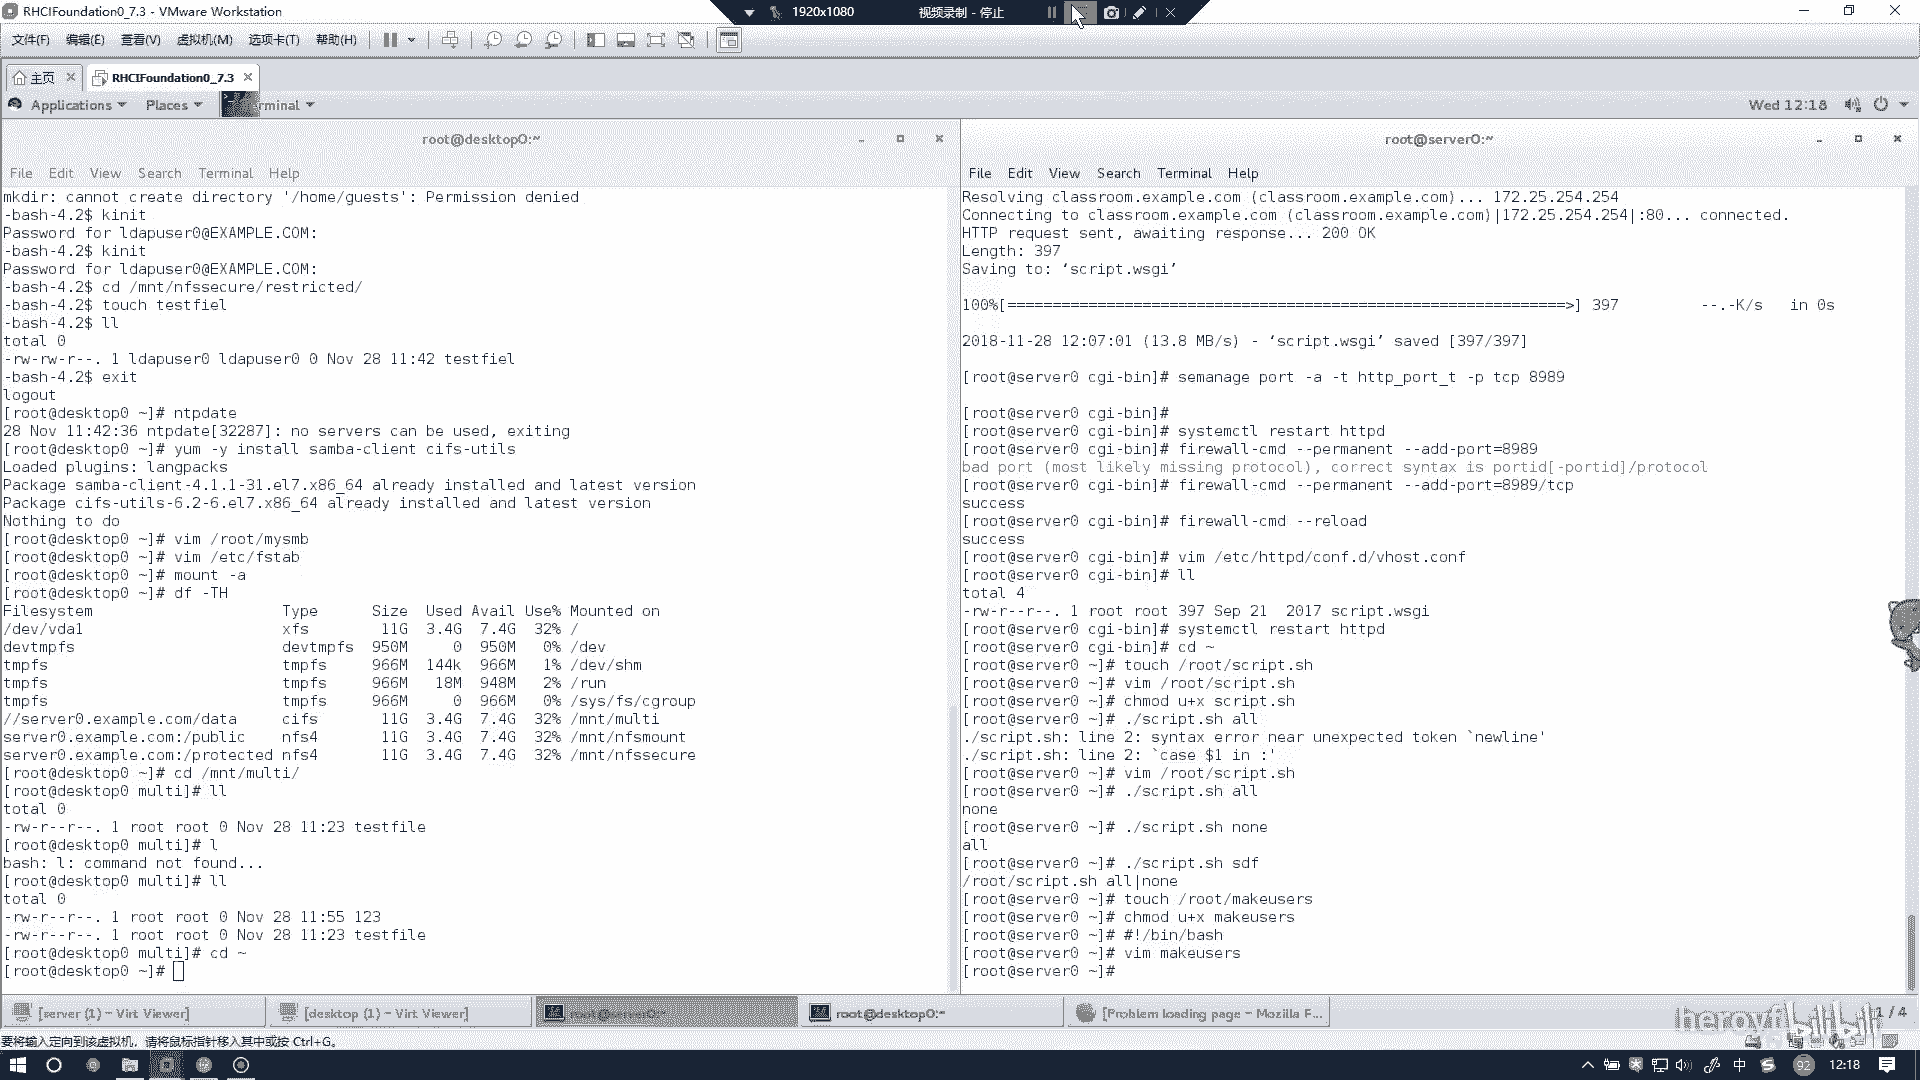 RHCIFoundation0_7.3 - VMware Workstation
1920x1080
视频录制 - 停止
文件(F) 编辑(E) 查看(V) 虚拟机(M) 选项卡(T) 帮助(H)
主页
RHCIFoundation0_7.3
Applications Places Wed 12:18
root@desktop0:~
File Edit View Search Terminal Help
mkdir: cannot create directory '/home/guests': Permission denied
-bash-4.2$ kinit
Password for ldapuser0@EXAMPLE.COM:
-bash-4.2$ kinit
Password for ldapuser0@EXAMPLE.COM:
-bash-4.2$ cd /mnt/nfssecure/restricted/
-bash-4.2$ touch testfiel
-bash-4.2$ ll
total 0
-rw-rw-r--. 1 ldapuser0 ldapuser0 0 Nov 28 11:42 testfiel
-bash-4.2$ exit
logout
[root@desktop0 ~]# ntpdate
28 Nov 11:42:36 ntpdate[32287]: no servers can be used, exiting
[root@desktop0 ~]# yum -y install samba-client cifs-utils
Loaded plugins: langpacks
Package samba-client-4.1.1-31.el7.x86_64 already installed and latest version
Package cifs-utils-6.2-6.el7.x86_64 already installed and latest version
Nothing to do
[root@desktop0 ~]# vim /root/mysmb
[root@desktop0 ~]# vim /etc/fstab
[root@desktop0 ~]# mount -a
[root@desktop0 ~]# df -TH
Filesystem Type Size Used Avail Use% Mounted on
/dev/vda1 xfs 11G 3.4G 7.4G 32% /
devtmpfs devtmpfs 950M 0 950M 0% /dev
tmpfs tmpfs 966M 144k 966M 1% /dev/shm
tmpfs tmpfs 966M 18M 948M 2% /run
tmpfs tmpfs 966M 0 966M 0% /sys/fs/cgroup
//server0.example.com/data cifs 11G 3.4G 7.4G 32% /mnt/multi
server0.example.com:/public nfs4 11G 3.4G 7.4G 32% /mnt/nfsmount
server0.example.com:/protected nfs4 11G 3.4G 7.4G 32% /mnt/nfssecure
[root@desktop0 ~]# cd /mnt/multi/
[root@desktop0 multi]# ll
total 0
-rw-r--r--. 1 root root 0 Nov 28 11:23 testfile
[root@desktop0 multi]# l
bash: l: command not found...
[root@desktop0 multi]# ll
total 0
-rw-r--r--. 1 root root 0 Nov 28 11:55 123
-rw-r--r--. 1 root root 0 Nov 28 11:23 testfile
[root@desktop0 multi]# cd ~
[root@desktop0 ~]#
root@server0:~
File Edit View Search Terminal Help
Resolving classroom.example.com (classroom.example.com)... 172.25.254.254
Connecting to classroom.example.com (classroom.example.com)|172.25.254.254|:80... connected.
HTTP request sent, awaiting response... 200 OK
Length: 397
Saving to: ‘script.wsgi’
100%[==============================================================>] 397 --.-K/s in 0s
2018-11-28 12:07:01 (13.8 MB/s) - ‘script.wsgi’ saved [397/397]
[root@server0 cgi-bin]# semanage port -a -t http_port_t -p tcp 8989
[root@server0 cgi-bin]#
[root@server0 cgi-bin]# systemctl restart httpd
[root@server0 cgi-bin]# firewall-cmd --permanent --add-port=8989
bad port (most likely missing protocol), correct syntax is portid[-portid]/protocol
[root@server0 cgi-bin]# firewall-cmd --permanent --add-port=8989/tcp
success
[root@server0 cgi-bin]# firewall-cmd --reload
success
[root@server0 cgi-bin]# vim /etc/httpd/conf.d/vhost.conf
[root@server0 cgi-bin]# ll
total 4
-rw-r--r--. 1 root root 397 Sep 21 2017 script.wsgi
[root@server0 cgi-bin]# systemctl restart httpd
[root@server0 cgi-bin]# cd ~
[root@server0 ~]# touch /root/script.sh
[root@server0 ~]# vim /root/script.sh
[root@server0 ~]# chmod u+x script.sh
[root@server0 ~]# ./script.sh all
./script.sh: line 2: syntax error near unexpected token `newline'
./script.sh: line 2: `case $1 in :'
[root@server0 ~]# vim /root/script.sh
[root@server0 ~]# ./script.sh all
none
[root@server0 ~]# ./script.sh none
all
[root@server0 ~]# ./script.sh sdf
/root/script.sh all|none
[root@server0 ~]# touch /root/makeusers
[root@server0 ~]# chmod u+x makeusers
[root@server0 ~]# #!/bin/bash
[root@server0 ~]# vim makeusers
[root@server0 ~]#
[server (1) - Virt Viewer] [desktop (1) - Virt Viewer] root@server0:~ root@desktop0:~ [Problem loading page - Mozilla F... 1 / 4
要将输入定向到该虚拟机，请将鼠标指针移入其中或按 Ctrl+G。
中 92 12:18